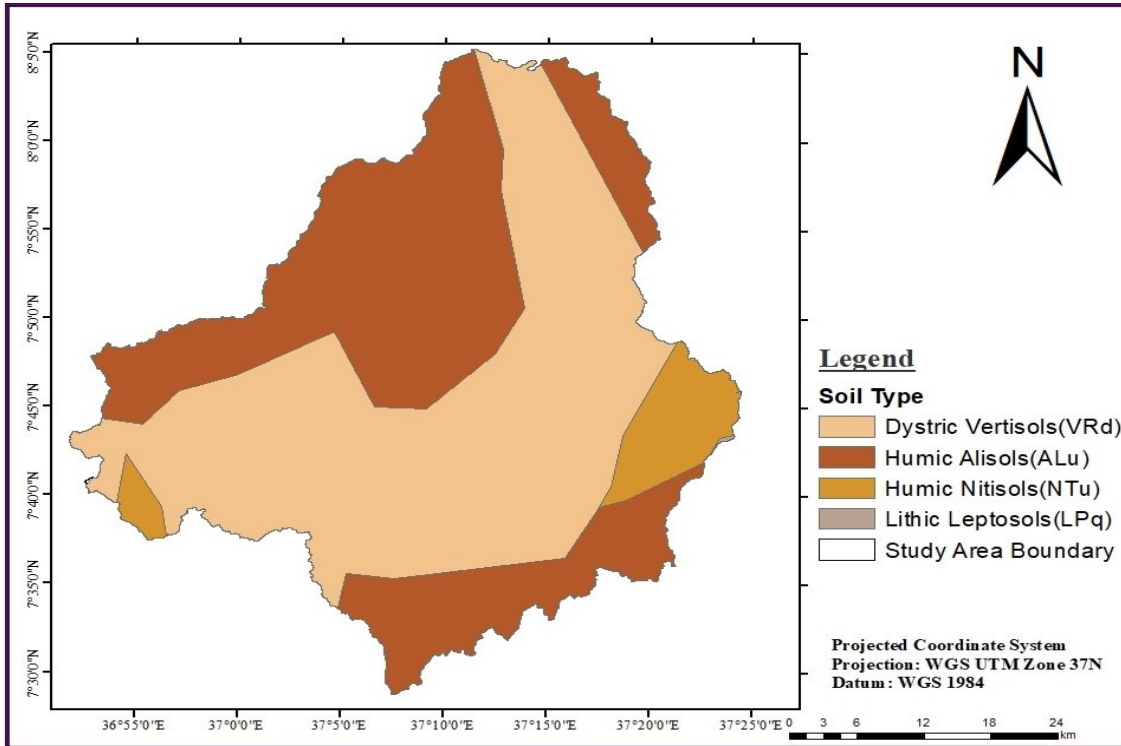 8°5'0"N
8°0'0"N
7°55'0"N
7°50'0"N
7°45'0"N
7°40'0"N
7°35'0"N
7°30'0"N
36°55'0"E
37°0'0"E
37°5'0"E
37°10'0"E
37°15'0"E
37°20'0"E
37°25'0"E
N
Legend
Soil Type
Dystric Vertisols(VRd)
Humic Alisols(ALu)
Humic Nitisols(NTu)
Lithic Leptosols(LPq)
Study Area Boundary
Projected Coordinate System
Projection: WGS UTM Zone 37N
Datum: WGS 1984
0 3 6 12 18 24
km